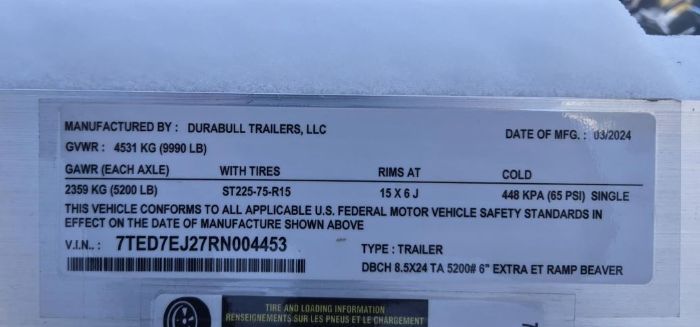 MANUFACTURED BY : DURABULL TRAILERS, LLC DATE OF MFG. : 03/2024
GVWR : 4531 KG (9990 LB)
GAWR (EACH AXLE) WITH TIRES RIMS AT COLD
2359 KG (5200 LB) ST225-75-R15 15 X 6 J 448 KPA (65 PSI) SINGLE
THIS VEHICLE CONFORMS TO ALL APPLICABLE U.S. FEDERAL MOTOR VEHICLE SAFETY STANDARDS IN
EFFECT ON THE DATE OF MANUFACTURE SHOWN ABOVE
V.I.N.. : 7TED7EJ27RN004453 TYPE : TRAILER
DBCH 8.5X24 TA 5200# 6" EXTRA ET RAMP BEAVER
TIRE AND LOADING INFORMATION
RENSEIGNEMENTS SUR LES PNEUS ET LE CHARGEMENT